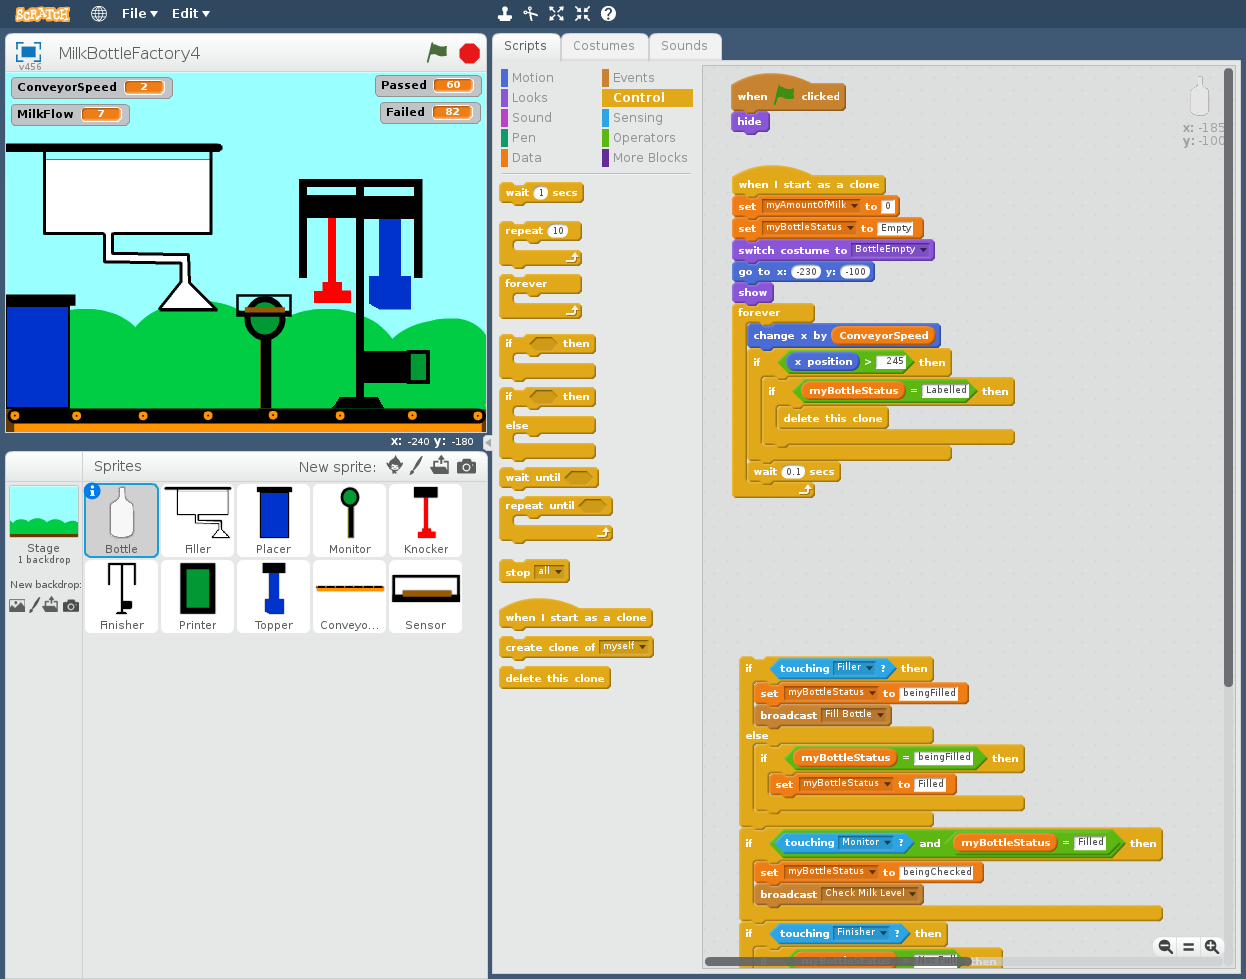 SCRATCH
File
Edit
MilkBottleFactory4
v456
ConveyorSpeed 2
MilkFlow 7
Passed 60
Failed 82
x: -240 y: -180
Sprites
New sprite:
Stage
1 backdrop
New backdrop:
Bottle
Filler
Placer
Monitor
Knocker
Finisher
Printer
Topper
Conveyo...
Sensor
Scripts
Costumes
Sounds
Motion
Events
Looks
Control
Sound
Sensing
Pen
Operators
Data
More Blocks
wait 1 secs
repeat 10
forever
if then
if then
else
wait until
repeat until
stop all
when I start as a clone
create clone of myself
delete this clone
when clicked
hide
x: -185
y: -100
when I start as a clone
set myAmountOfMilk to 0
set myBottleStatus to Empty
switch costume to BottleEmpty
go to x: -230 y: -100
show
forever
change x by ConveyorSpeed
if x position > 245 then
if myBottleStatus = Labelled then
delete this clone
wait 0.1 secs
if touching Filler ? then
set myBottleStatus to beingFilled
broadcast Fill Bottle
else
if myBottleStatus = beingFilled then
set myBottleStatus to Filled
if touching Monitor ? and myBottleStatus = Filled then
set myBottleStatus to beingChecked
broadcast Check Milk Level
if touching Finisher ? then
if myBottleStatus = then